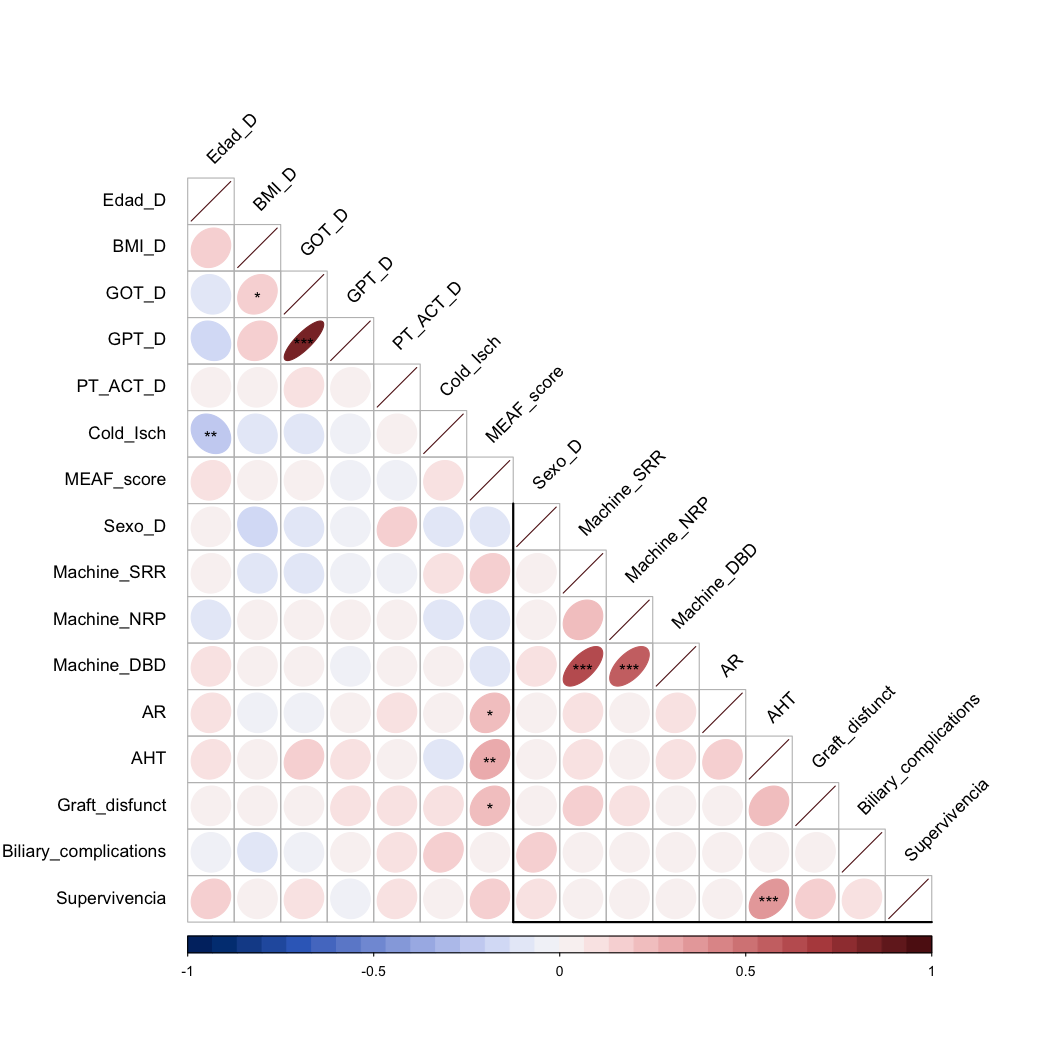 Edad_D
BMI_D
GOT_D
GPT_D
PT_ACT_D
Cold_Isch
MEAF_score
Sexo_D
Machine_SRR
Machine_NRP
Machine_DBD
AR
AHT
Graft_disfunct
Biliary_complications
Supervivencia
Edad_D
BMI_D
GOT_D
*
GPT_D
***
PT_ACT_D
Cold_Isch
**
MEAF_score
Sexo_D
Machine_SRR
Machine_NRP
Machine_DBD
*** ***
AR
*
AHT
**
Graft_disfunct
*
Biliary_complications
Supervivencia
***
-1 -0.5 0 0.5 1